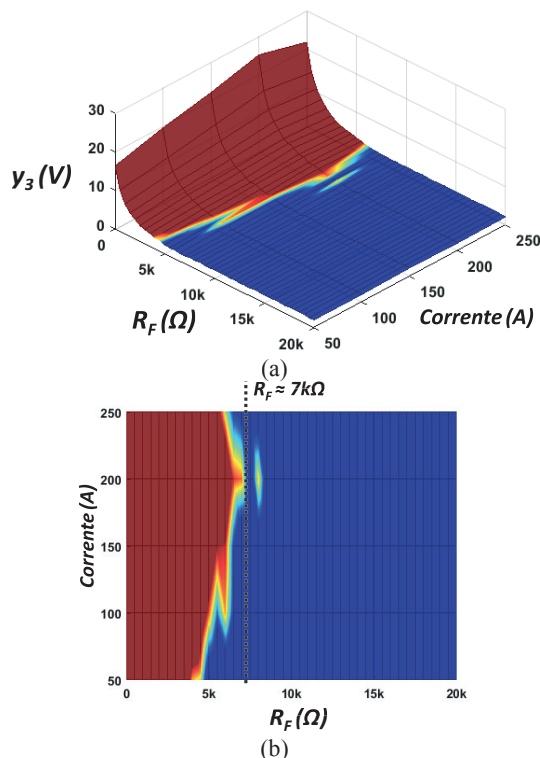 30
20
10
0
y₃ (V)
0
5k
10k
15k
20k
R_F (Ω)
50
100
150
200
250
Corrente (A)
(a)
R_F ≈ 7kΩ
250
200
150
100
50
Corrente (A)
0
5k
10k
15k
20k
R_F (Ω)
(b)